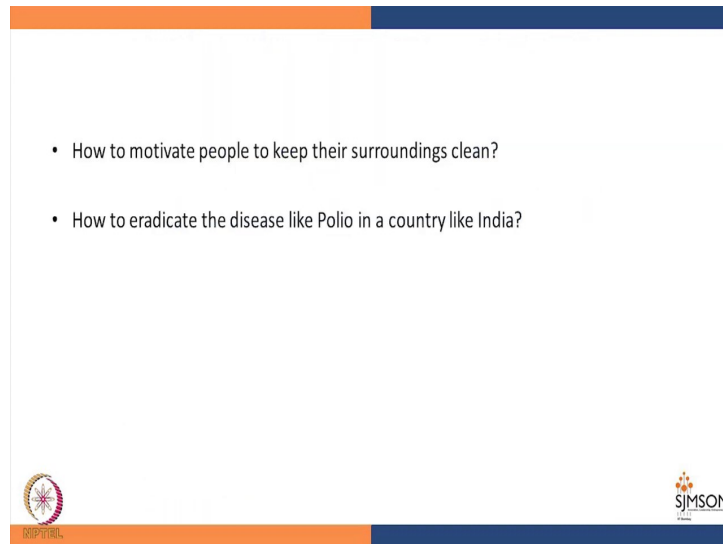 • How to motivate people to keep their surroundings clean?
• How to eradicate the disease like Polio in a country like India?
NPTEL
SJMSON